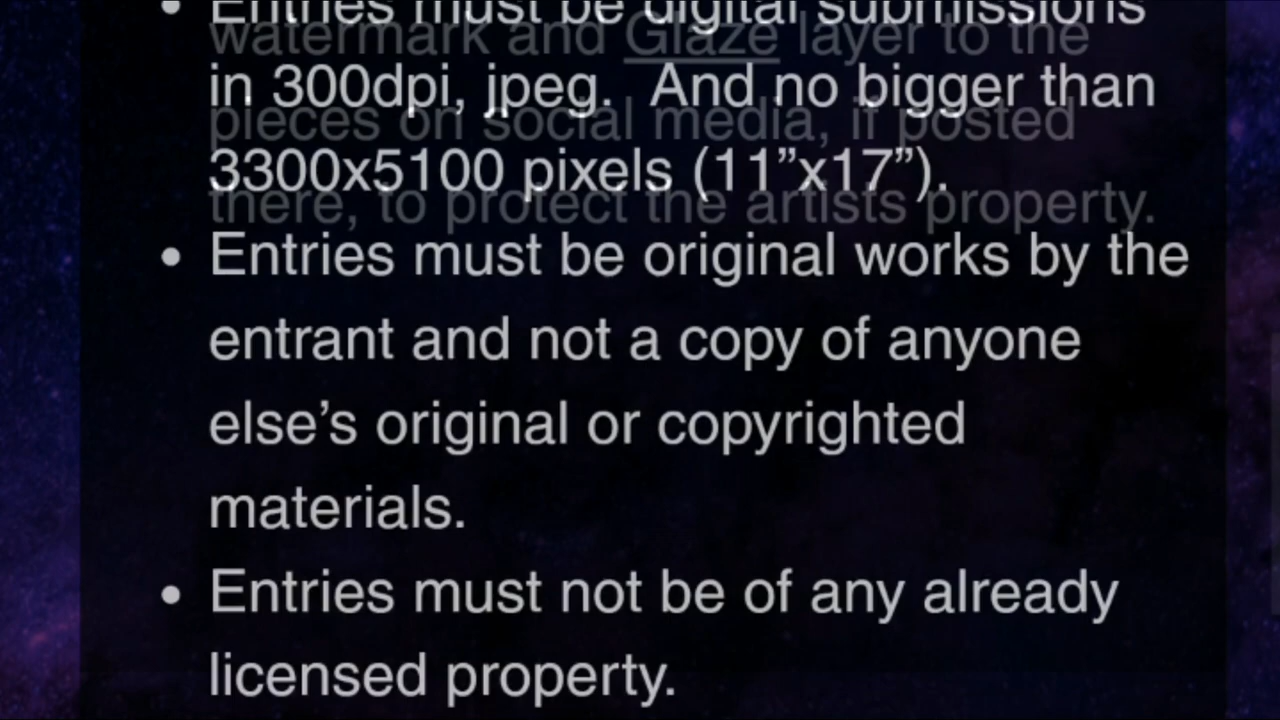 • Entries must be digital submissions
watermark and Glaze layer to the
in 300dpi, jpeg.  And no bigger than
pieces on social media, if posted
3300x5100 pixels (11”x17”).
there, to protect the artists property.
• Entries must be original works by the
entrant and not a copy of anyone
else’s original or copyrighted
materials.
• Entries must not be of any already
licensed property.